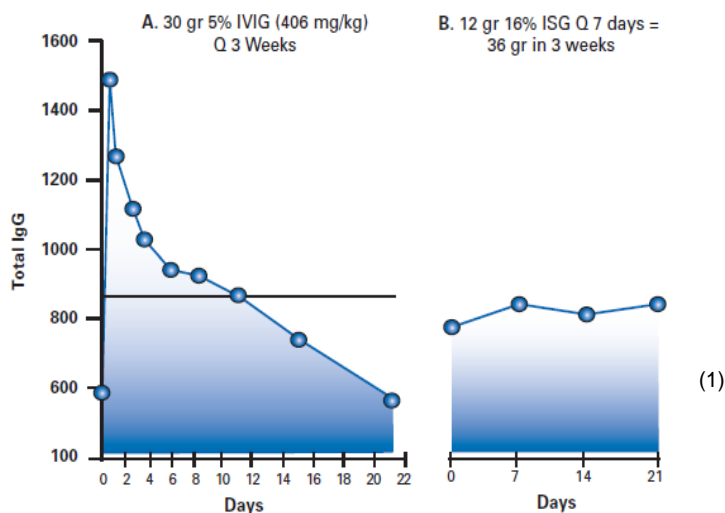 A. 30 gr 5% IVIG (406 mg/kg)
Q 3 Weeks
B. 12 gr 16% ISG Q 7 days =
36 gr in 3 weeks
Total IgG
1600
1400
1200
1000
800
600
100
0 2 4 6 8 10 12 14 16 18 20 22
Days
0 7 14 21
Days
(1)